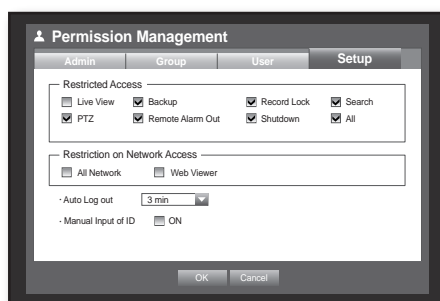 Permission Management
Admin Group User Setup
Restricted Access
Live View Backup Record Lock Search
PTZ Remote Alarm Out Shutdown All
Restriction on Network Access
All Network Web Viewer
· Auto Log out 3 min
· Manual Input of ID ON
OK Cancel